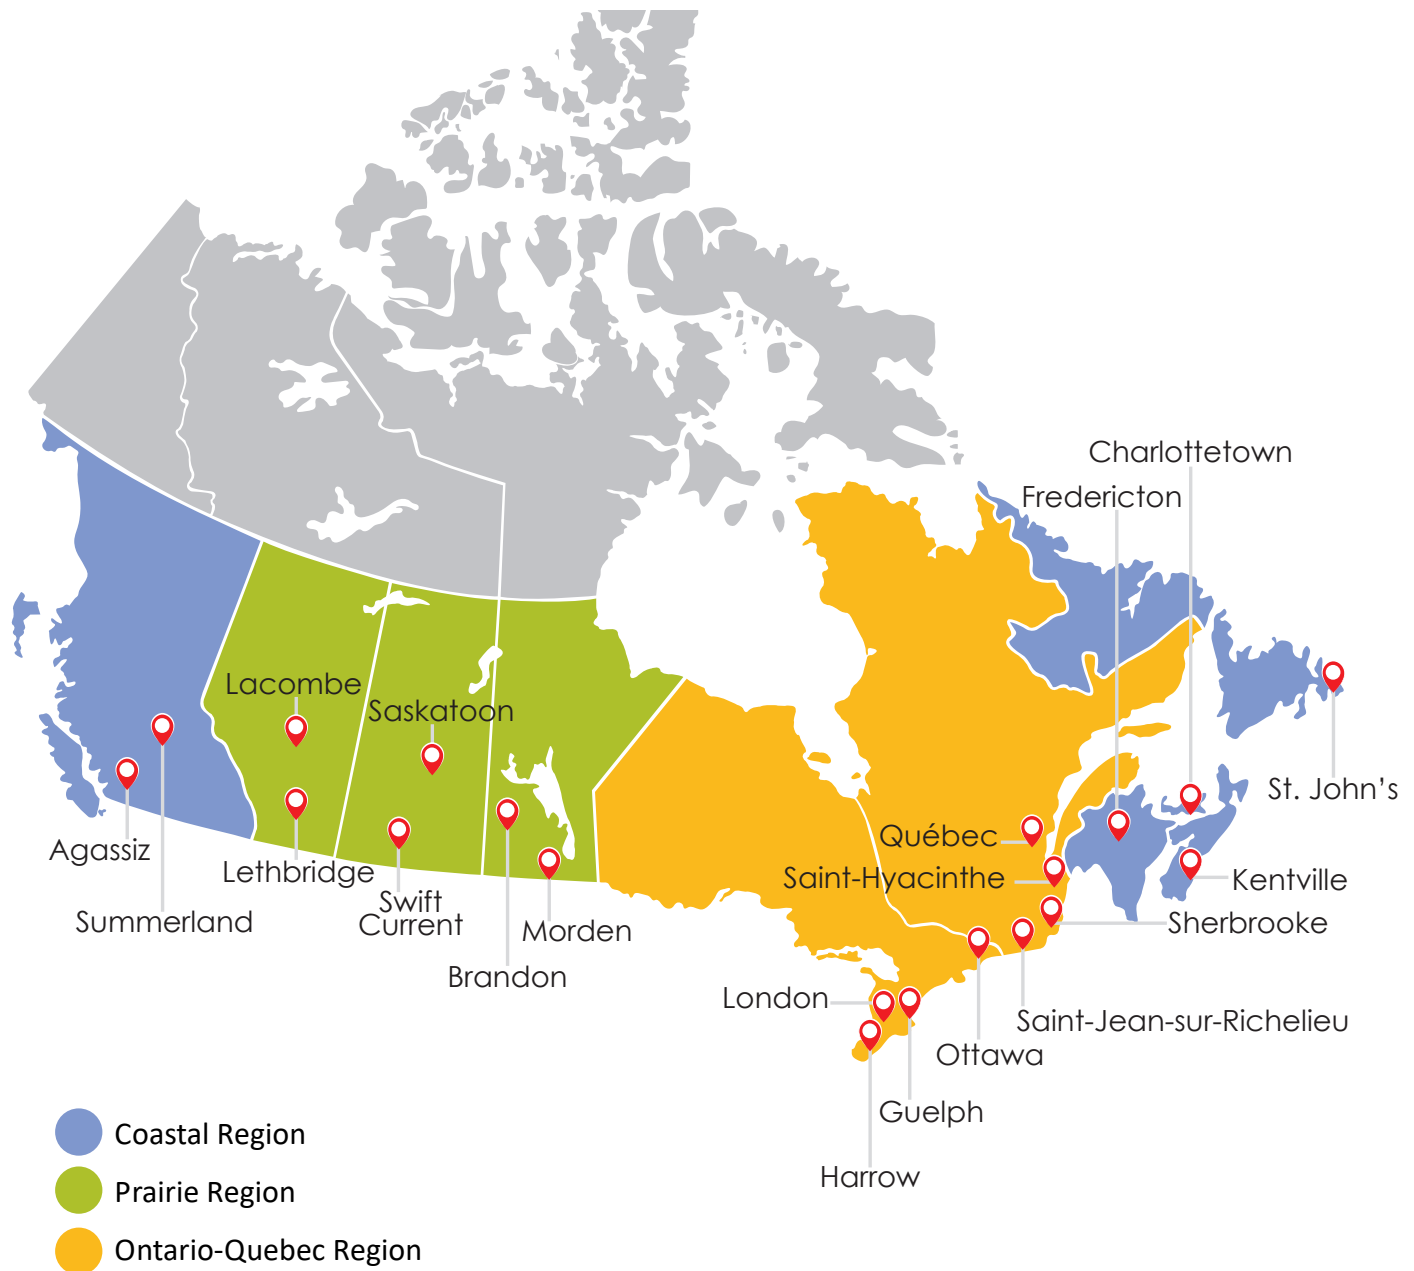 Charlottetown
Fredericton
Lacombe
Saskatoon
St. John's
Québec
Agassiz
Lethbridge
Saint-Hyacinthe
Kentville
Summerland
Swift
Current
Morden
Sherbrooke
Brandon
London
Saint-Jean-sur-Richelieu
Ottawa
Guelph
Harrow
Coastal Region
Prairie Region
Ontario-Quebec Region